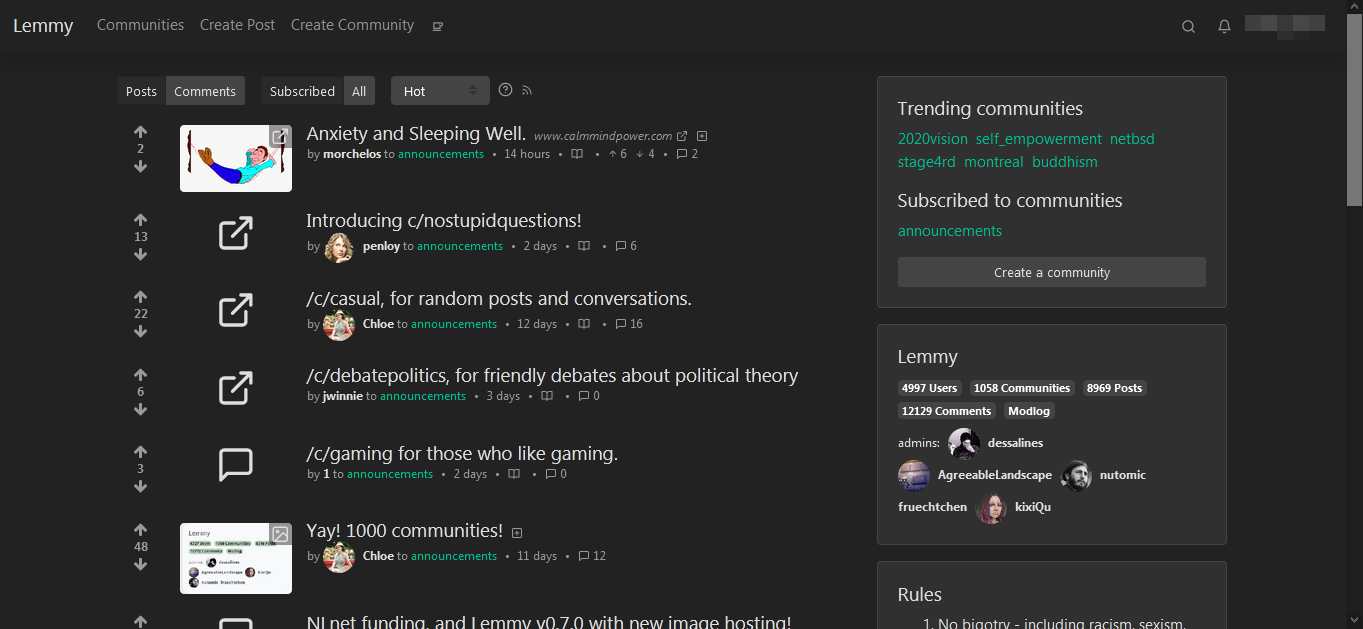 Lemmy Communities Create Post Create Community
Posts Comments Subscribed All Hot
Anxiety and Sleeping Well. www.calmmindpower.com
2
by morchelos to announcements • 14 hours • • 6 4 • 2
Introducing c/nostupidquestions!
13
by penloy to announcements • 2 days • • 6
/c/casual, for random posts and conversations.
22
by Chloe to announcements • 12 days • • 16
/c/debatepolitics, for friendly debates about political theory
6
by jwinnie to announcements • 3 days • • 0
/c/gaming for those who like gaming.
3
by 1 to announcements • 2 days • • 0
Yay! 1000 communities!
48
by Chloe to announcements • 11 days • 12
Lemmy
Modlog
dessalines
AgreeableLandscape kixiQu
nutomic fruechtchen
NLnet funding, and Lemmy v0.7.0 with new image hosting!
Trending communities
2020vision self_empowerment netbsd
stage4rd montreal buddhism
Subscribed to communities
announcements
Create a community
Lemmy
4997 Users 1058 Communities 8969 Posts
12129 Comments Modlog
admins: dessalines
AgreeableLandscape nutomic
fruechtchen kixiQu
Rules
1. No bigotry - including racism, sexism,